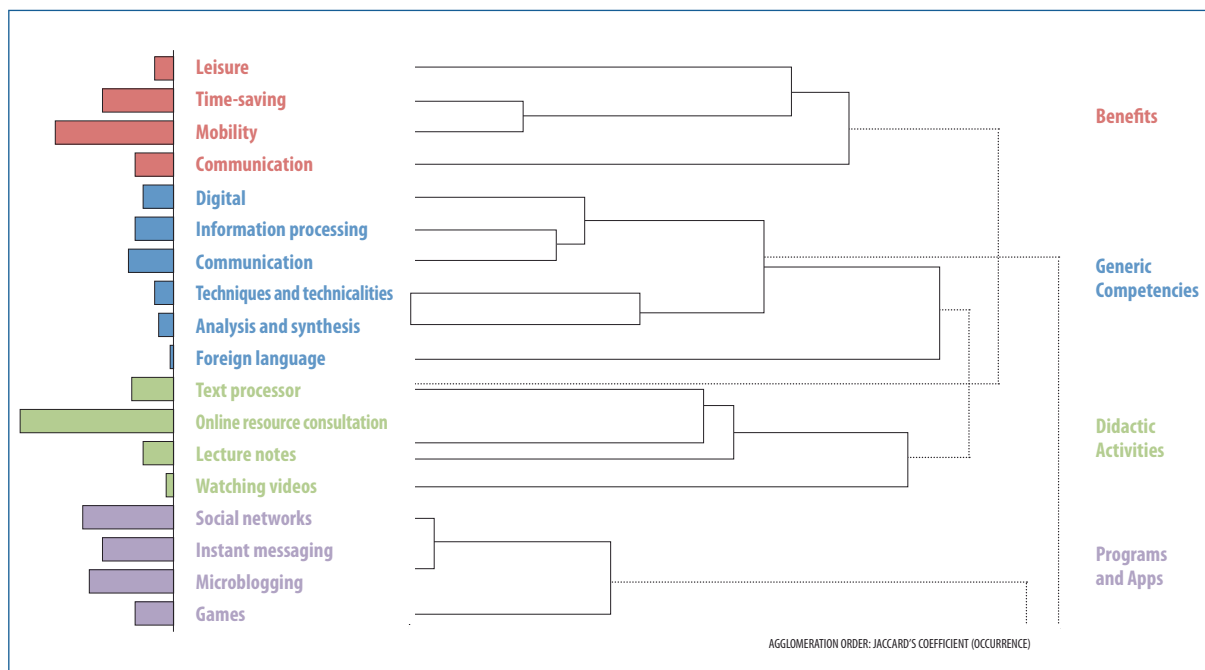 Leisure
Time-saving
Mobility
Communication
Benefits
Digital
Information processing
Communication
Techniques and technicalities
Analysis and synthesis
Foreign language
Generic
Competencies
Text processor
Online resource consultation
Lecture notes
Watching videos
Didactic
Activities
Social networks
Instant messaging
Microblogging
Games
Programs
and Apps
AGGLOMERATION ORDER: JACCARD'S COEFFICIENT (OCCURRENCE)